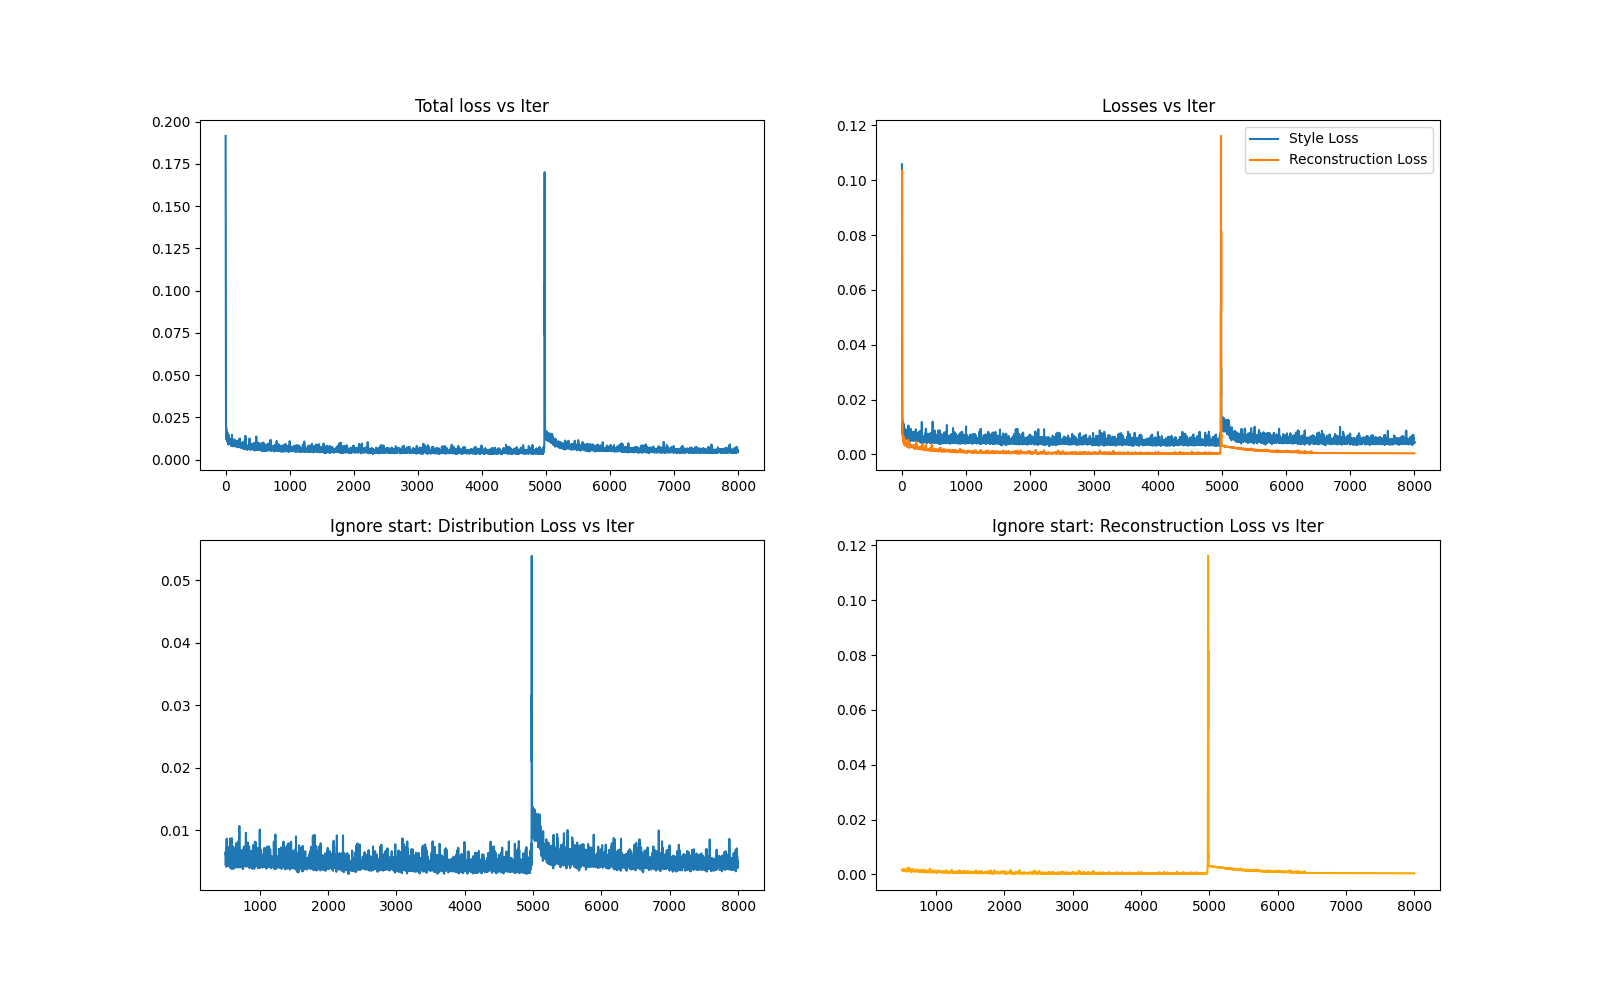 Total loss vs Iter
0.200
0.175
0.150
0.125
0.100
0.075
0.050
0.025
0.000
0 1000 2000 3000 4000 5000 6000 7000 8000
Losses vs Iter
Style Loss
Reconstruction Loss
0.12
0.10
0.08
0.06
0.04
0.02
0.00
0 1000 2000 3000 4000 5000 6000 7000 8000
Ignore start: Distribution Loss vs Iter
0.05
0.04
0.03
0.02
0.01
1000 2000 3000 4000 5000 6000 7000 8000
Ignore start: Reconstruction Loss vs Iter
0.12
0.10
0.08
0.06
0.04
0.02
0.00
1000 2000 3000 4000 5000 6000 7000 8000